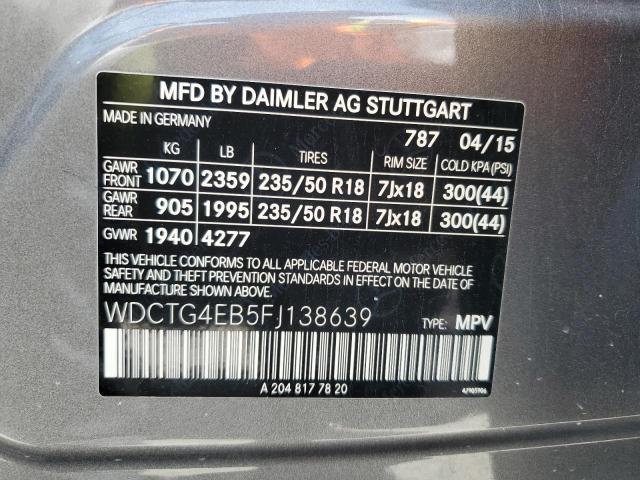 MFD BY DAIMLER AG STUTTGART
MADE IN GERMANY 787 04/15
KG LB TIRES RIM SIZE COLD KPA(PSI)
GAWR FRONT 1070 2359 235/50 R18 7Jx18 300(44)
GAWR REAR 905 1995 235/50 R18 7Jx18 300(44)
GVWR 1940 4277
THIS VEHICLE CONFORMS TO ALL APPLICABLE FEDERAL MOTOR VEHICLE
SAFETY AND THEFT PREVENTION STANDARDS IN EFFECT ON THE DATE
OF MANUFACTURE SHOWN ABOVE.
WDCTG4EB5FJ138639 TYPE: MPV
A 204 817 78 20